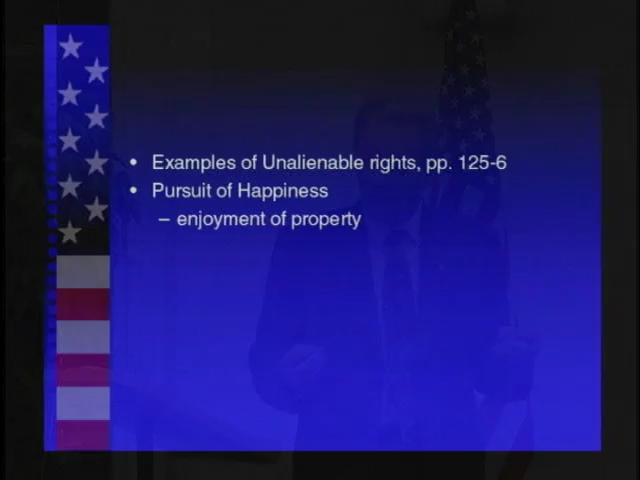 • Examples of Unalienable rights, pp. 125-6
• Pursuit of Happiness
– enjoyment of property